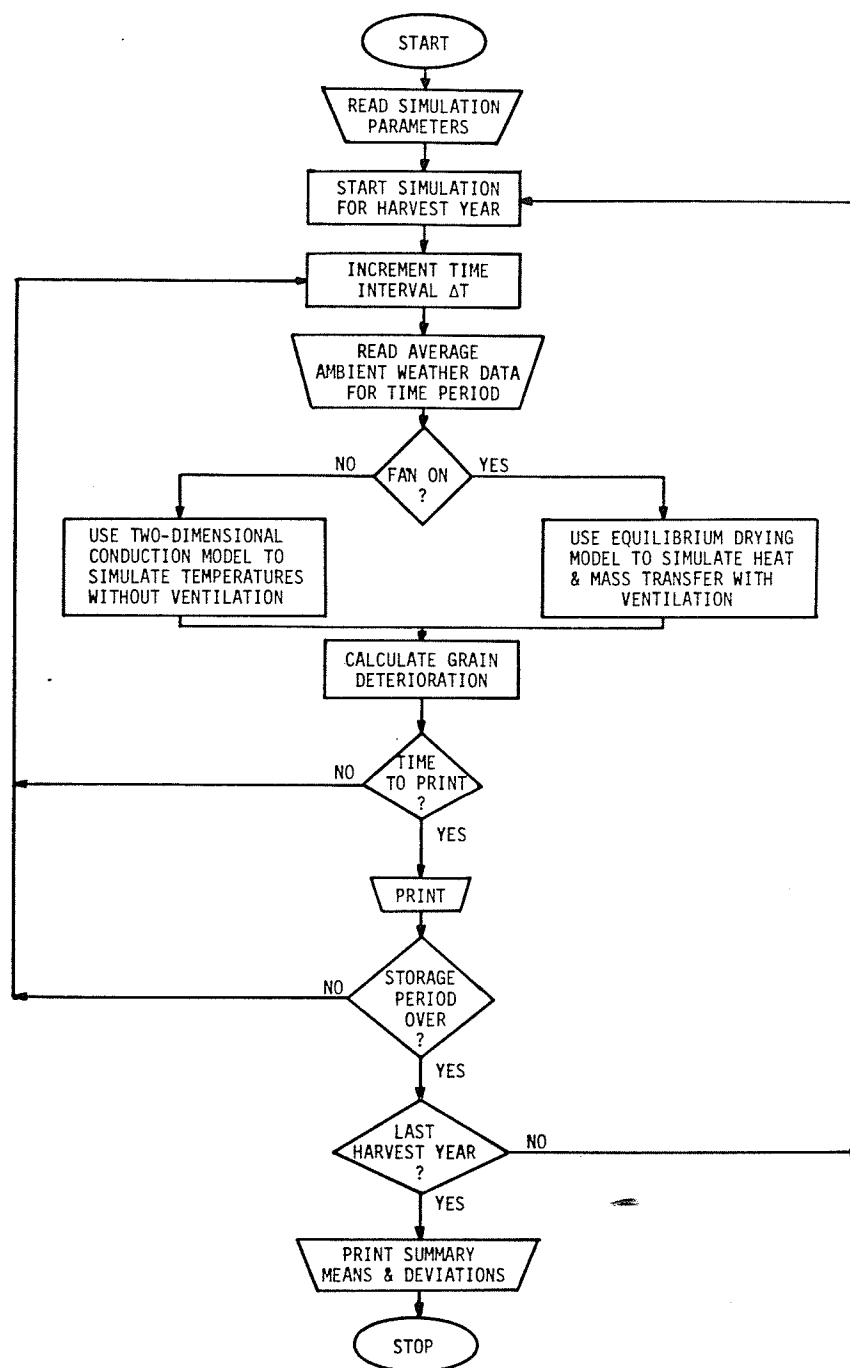 START
READ SIMULATION
PARAMETERS
START SIMULATION
FOR HARVEST YEAR
INCREMENT TIME
INTERVAL ΔT
READ AVERAGE
AMBIENT WEATHER DATA
FOR TIME PERIOD
NO
YES
FAN ON
?
USE TWO-DIMENSIONAL
CONDUCTION MODEL TO
SIMULATE TEMPERATURES
WITHOUT VENTILATION
USE EQUILIBRIUM DRYING
MODEL TO SIMULATE HEAT
& MASS TRANSFER WITH
VENTILATION
CALCULATE GRAIN
DETERIORATION
TIME
TO PRINT
?
NO
YES
PRINT
STORAGE
PERIOD
OVER
?
NO
YES
LAST
HARVEST YEAR
?
NO
YES
PRINT SUMMARY
MEANS & DEVIATIONS
STOP